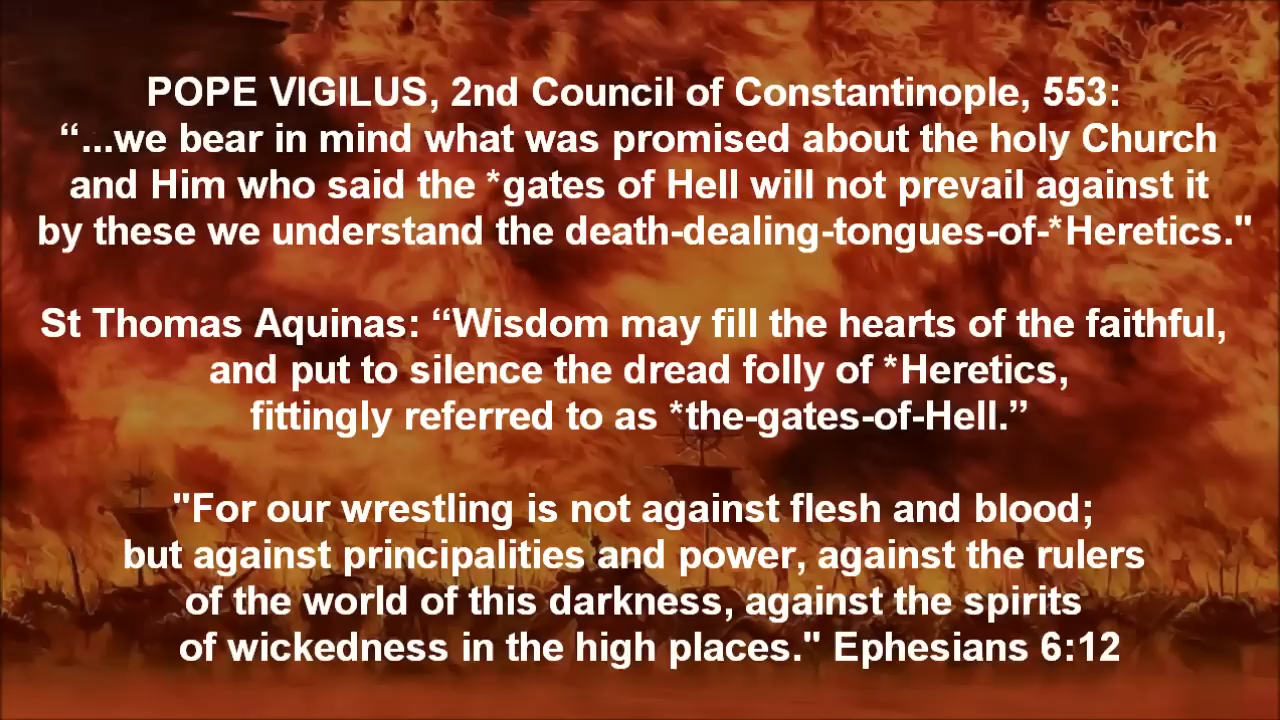 POPE VIGILUS, 2nd Council of Constantinople, 553:
“...we bear in mind what was promised about the holy Church
and Him who said the *gates of Hell will not prevail against it
by these we understand the death-dealing-tongues-of-*Heretics."
St Thomas Aquinas: “Wisdom may fill the hearts of the faithful,
and put to silence the dread folly of *Heretics,
fittingly referred to as *the-gates-of-Hell.”
"For our wrestling is not against flesh and blood;
but against principalities and power, against the rulers
of the world of this darkness, against the spirits
of wickedness in the high places." Ephesians 6:12